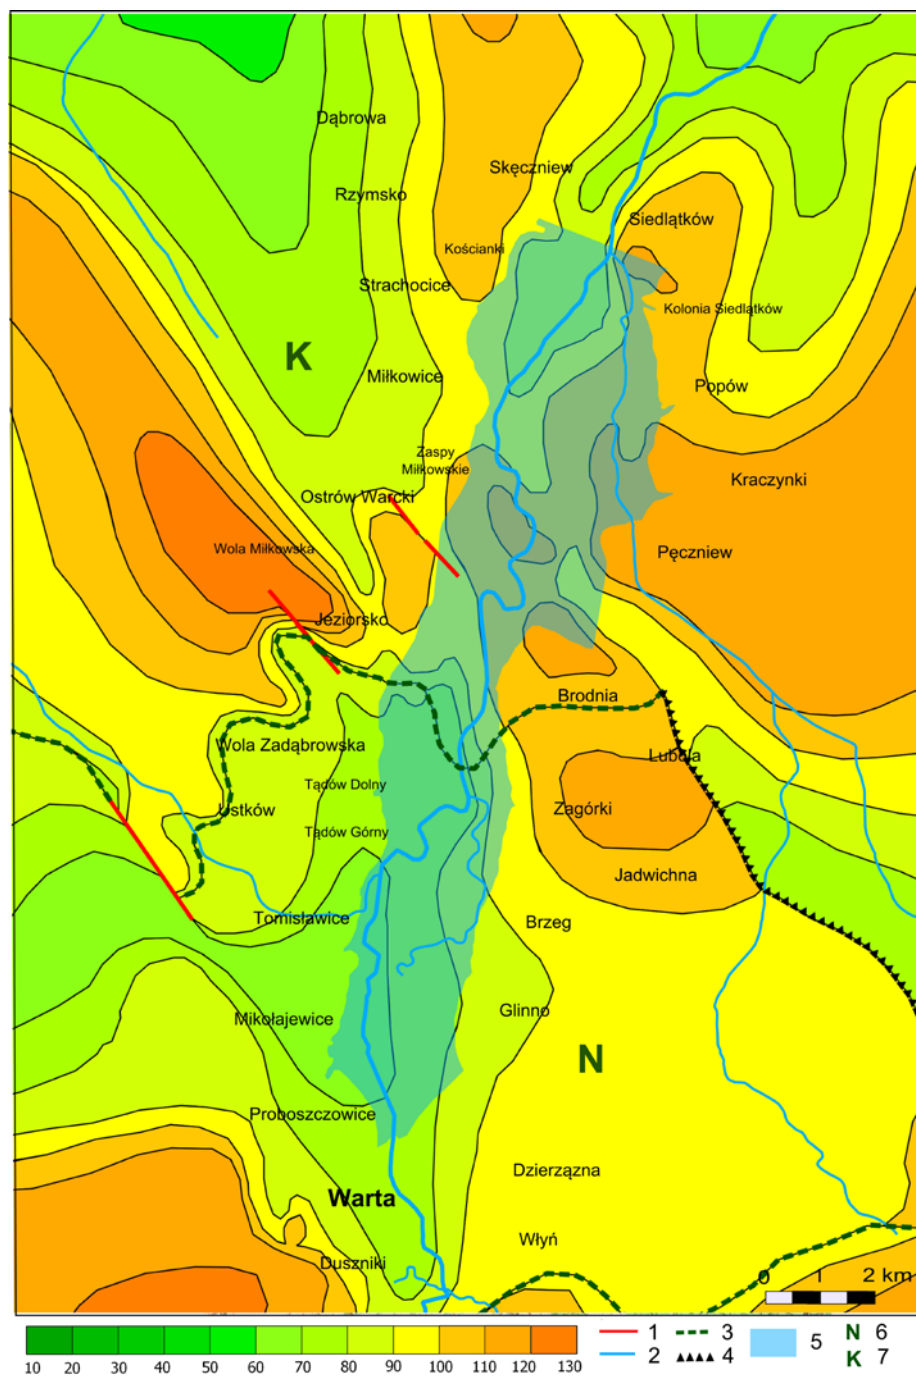 Dąbrowa
Skęczniew
Rzymsko
Siedlątków
Kościanki
Strachocice
Kolonia Siedlątków
K
Miłkowice
Popów
Zaspy
Miłkowskie
Kraczynki
Ostrów Warcki
Wola Miłkowska
Pęczniew
Jeziorsko
Brodnia
Wola Zadąbrowska
Lubola
Tądów Dolny
Ustków
Zagórki
Tądów Górny
Jadwichna
Tomisławice
Brzeg
Glinno
Mikołajewice
N
Proboszczowice
Dzierzązna
Warta
Włyń
Duszniki
0 1 2 km
10 20 30 40 50 60 70 80 90 100 110 120 130
1 3 5 N 6
2 4 K 7